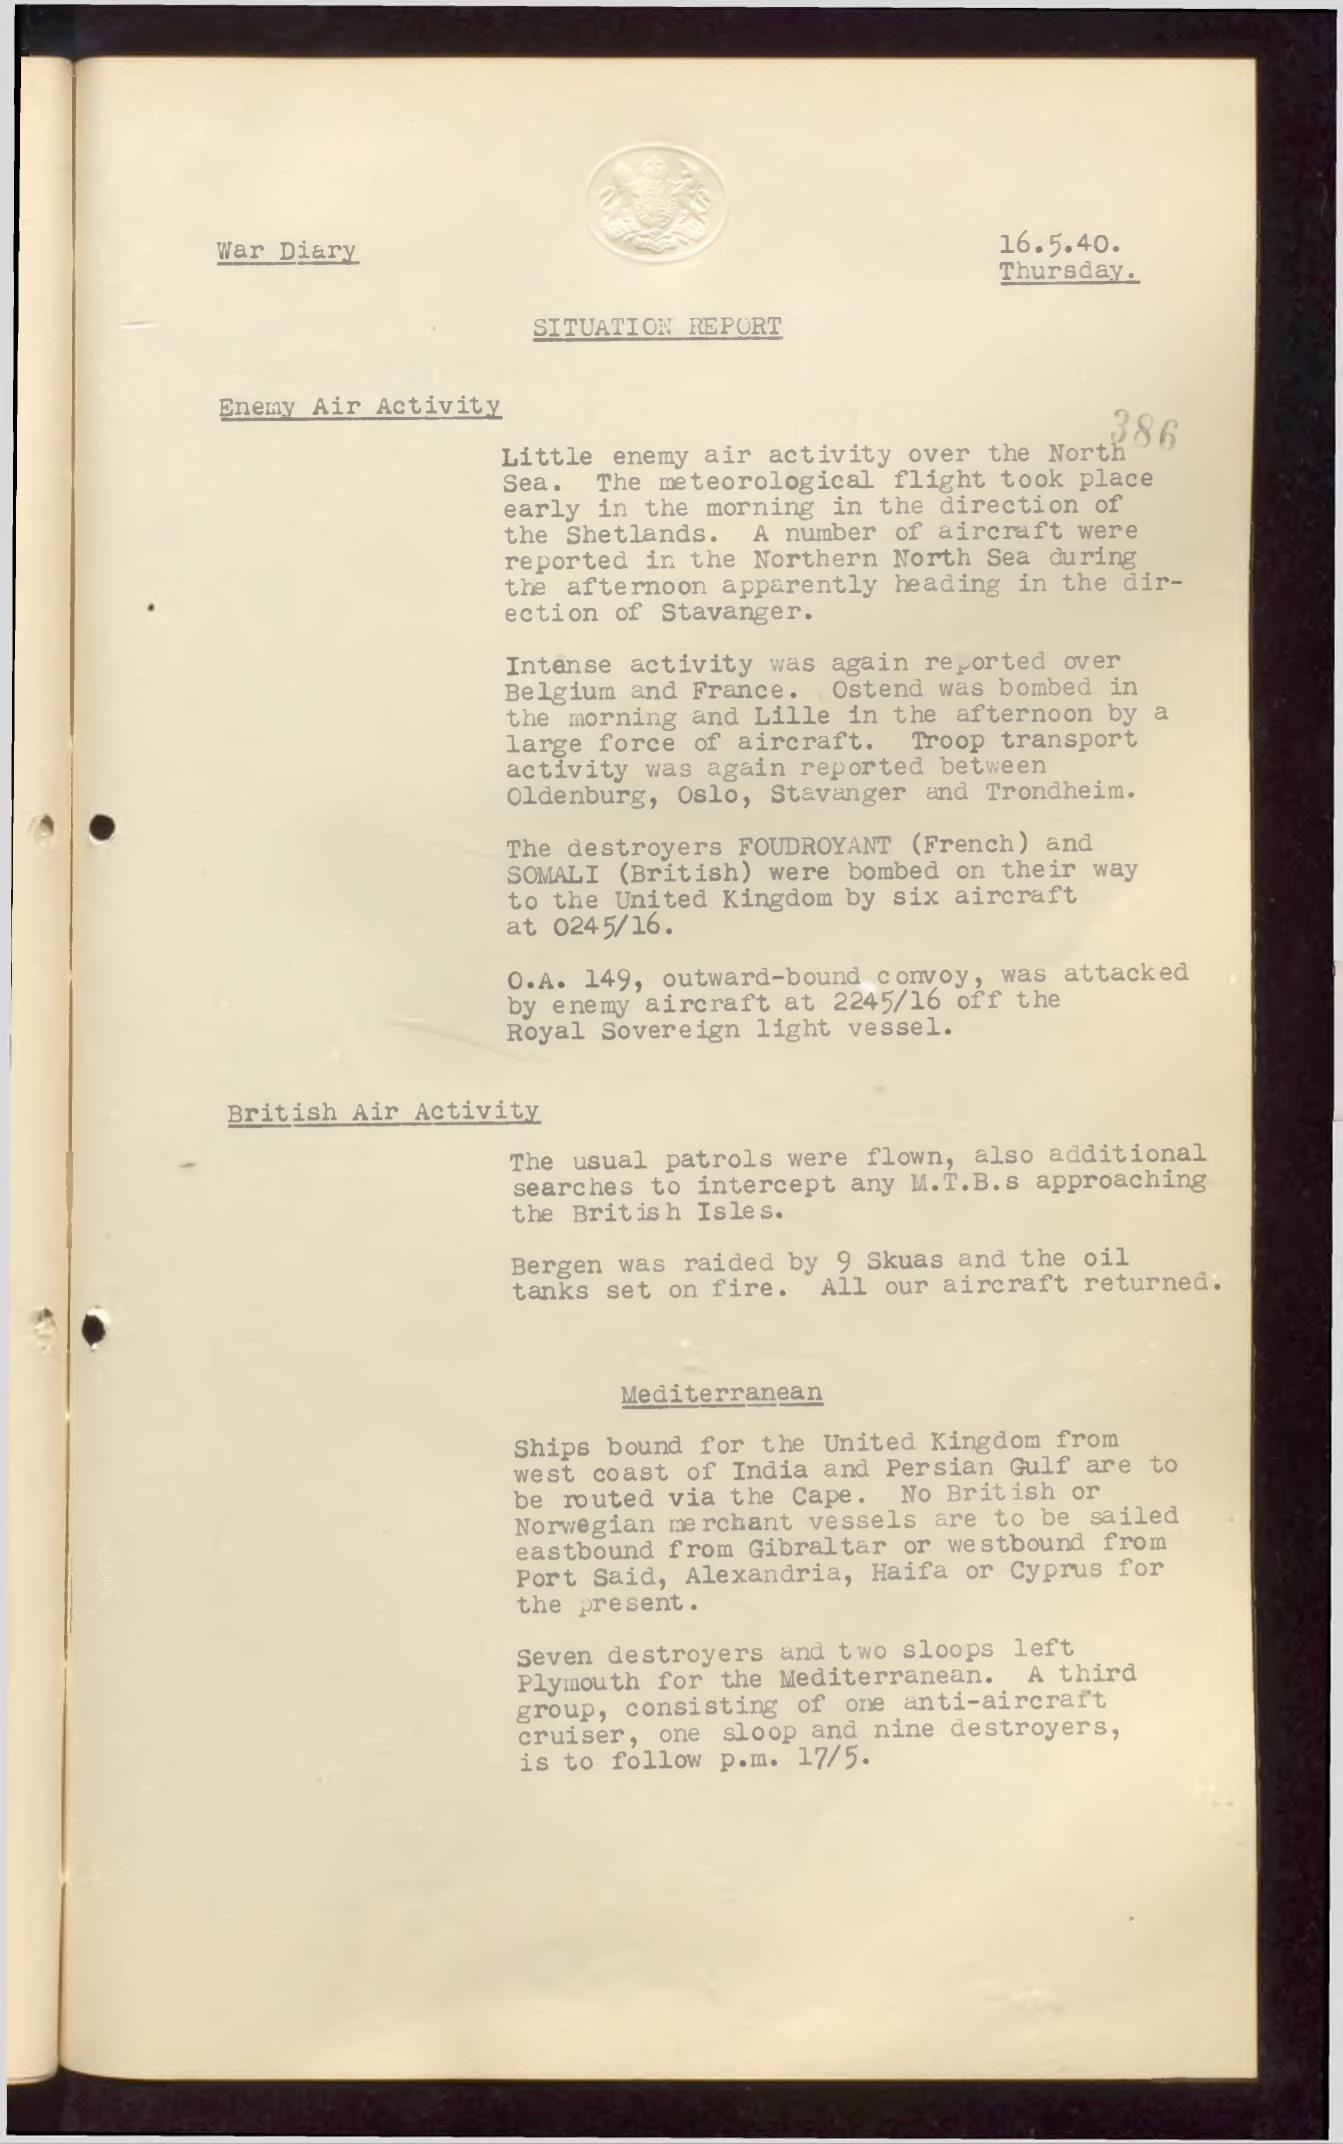 War Diary
16.5.40.
Thursday.
SITUATION REPORT
Enemy Air Activity
386
Little enemy air activity over the North
Sea. The meteorological flight took place
early in the morning in the direction of
the Shetlands. A number of aircraft were
reported in the Northern North Sea during
the afternoon apparently heading in the dir-
ection of Stavanger.
Intense activity was again reported over
Belgium and France. Ostend was bombed in
the morning and Lille in the afternoon by a
large force of aircraft. Troop transport
activity was again reported between
Oldenburg, Oslo, Stavanger and Trondheim.
The destroyers FOUDROYANT (French) and
SOMALI (British) were bombed on their way
to the United Kingdom by six aircraft
at 0245/16.
O.A. 149, outward-bound convoy, was attacked
by enemy aircraft at 2245/16 off the
Royal Sovereign light vessel.
British Air Activity
The usual patrols were flown, also additional
searches to intercept any M.T.B.s approaching
the British Isles.
Bergen was raided by 9 Skuas and the oil
tanks set on fire. All our aircraft returned.
Mediterranean
Ships bound for the United Kingdom from
west coast of India and Persian Gulf are to
be routed via the Cape. No British or
Norwegian merchant vessels are to be sailed
eastbound from Gibraltar or westbound from
Port Said, Alexandria, Haifa or Cyprus for
the present.
Seven destroyers and two sloops left
Plymouth for the Mediterranean. A third
group, consisting of one anti-aircraft
cruiser, one sloop and nine destroyers,
is to follow p.m. 17/5.